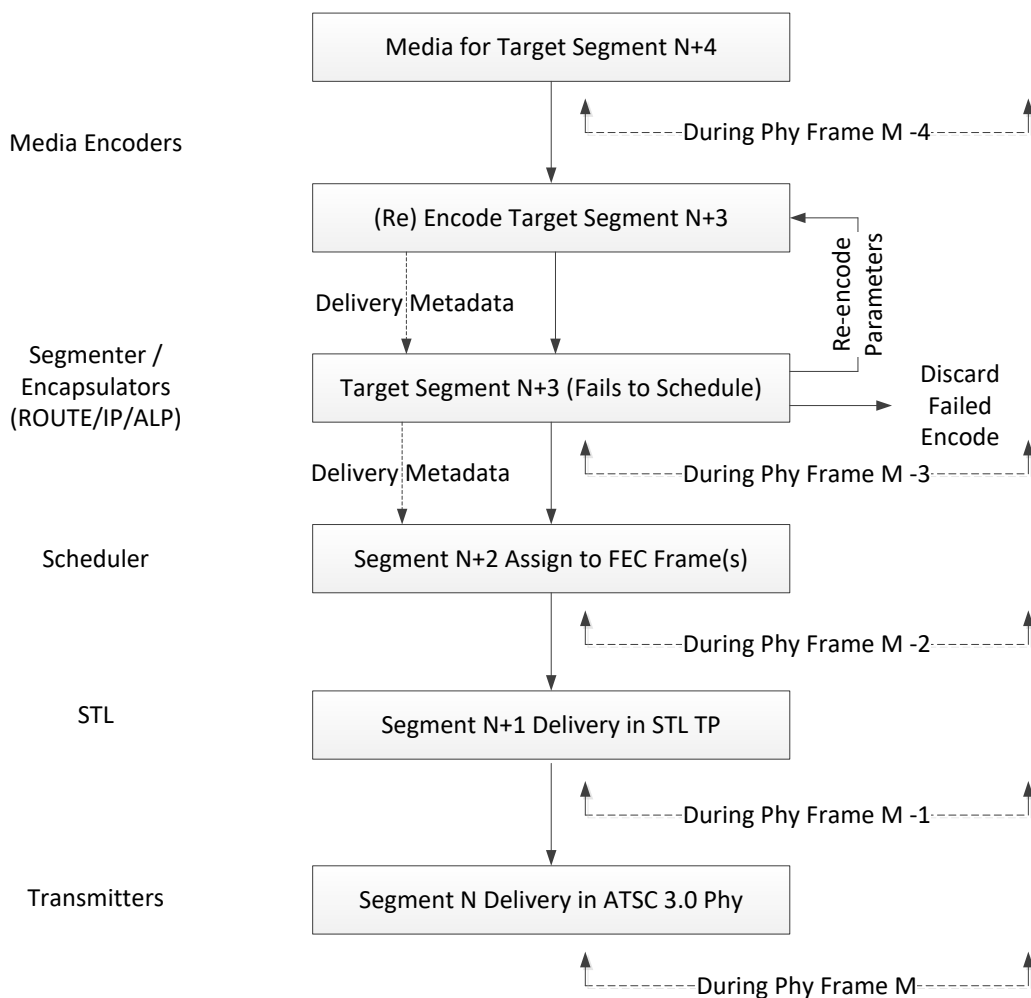 Media for Target Segment N+4
During Phy Frame M -4
Media Encoders
(Re) Encode Target Segment N+3
Re-encode
Parameters
Delivery Metadata
Segmenter /
Encapsulators
(ROUTE/IP/ALP)
Target Segment N+3 (Fails to Schedule)
Discard
Failed
Encode
During Phy Frame M -3
Delivery Metadata
Scheduler
Segment N+2 Assign to FEC Frame(s)
During Phy Frame M -2
STL
Segment N+1 Delivery in STL TP
During Phy Frame M -1
Transmitters
Segment N Delivery in ATSC 3.0 Phy
During Phy Frame M